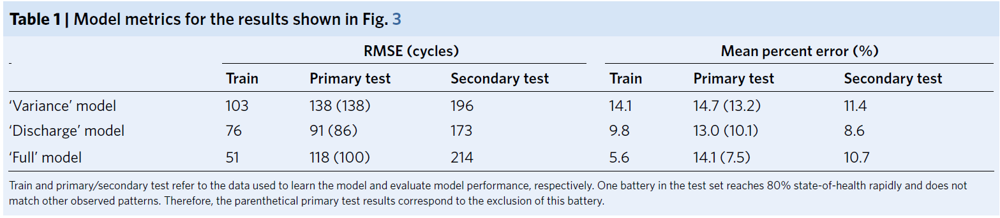 Table 1 | Model metrics for the results shown in Fig. 3
RMSE (cycles) Mean percent error (%)
Train Primary test Secondary test Train Primary test Secondary test
‘Variance’ model 103 138 (138) 196 14.1 14.7 (13.2) 11.4
‘Discharge’ model 76 91 (86) 173 9.8 13.0 (10.1) 8.6
‘Full’ model 51 118 (100) 214 5.6 14.1 (7.5) 10.7
Train and primary/secondary test refer to the data used to learn the model and evaluate model performance, respectively. One battery in the test set reaches 80% state-of-health rapidly and does not
match other observed patterns. Therefore, the parenthetical primary test results correspond to the exclusion of this battery.